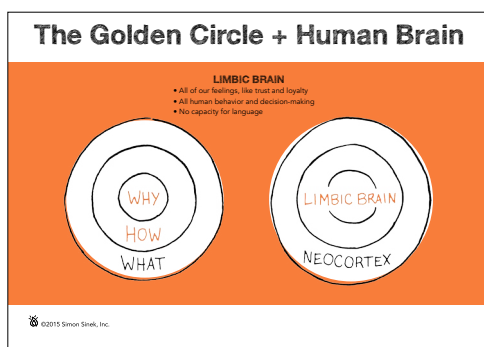 The Golden Circle + Human Brain
LIMBIC BRAIN
• All of our feelings, like trust and loyalty
• All human behavior and decision-making
• No capacity for language
WHY
HOW
WHAT
LIMBIC BRAIN
NEOCORTEX
©2015 Simon Sinek, Inc.